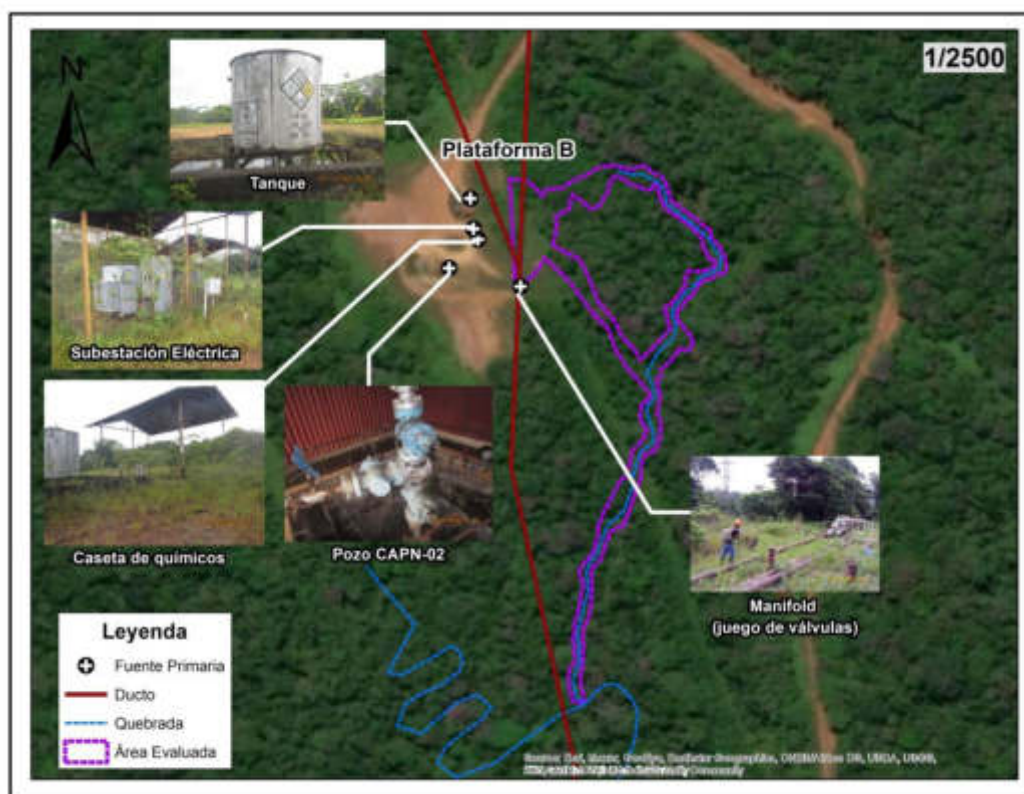 1/2500
N
Plataforma B
Tanque
Subestación Eléctrica
Caseta de químicos
Pozo CAPN-02
Manifold
(juego de válvulas)
Leyenda
Fuente Primaria
Ducto
Quebrada
Área Evaluada